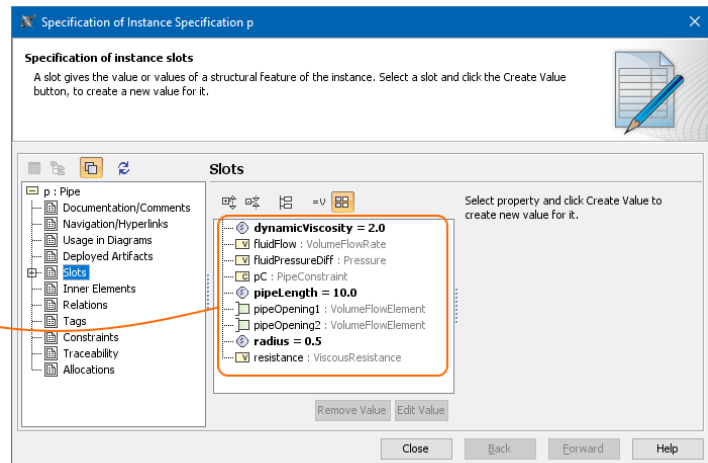 Specification of Instance Specification p
Specification of instance slots
A slot gives the value or values of a structural feature of the instance. Select a slot and click the Create Value
button, to create a new value for it.
Slots
p : Pipe
Documentation/Comments
Navigation/Hyperlinks
Usage in Diagrams
Deployed Artifacts
Slots
Inner Elements
Relations
Tags
Constraints
Traceability
Allocations
=V
S dynamicViscosity = 2.0
V fluidFlow : VolumeFlowRate
V fluidPressureDiff : Pressure
C pC : PipeConstraint
S pipeLength = 10.0
pipeOpening1 : VolumeFlowElement
pipeOpening2 : VolumeFlowElement
S radius = 0.5
V resistance : ViscousResistance
Select property and click Create Value to
create new value for it.
Remove Value Edit Value
Close Back Forward Help